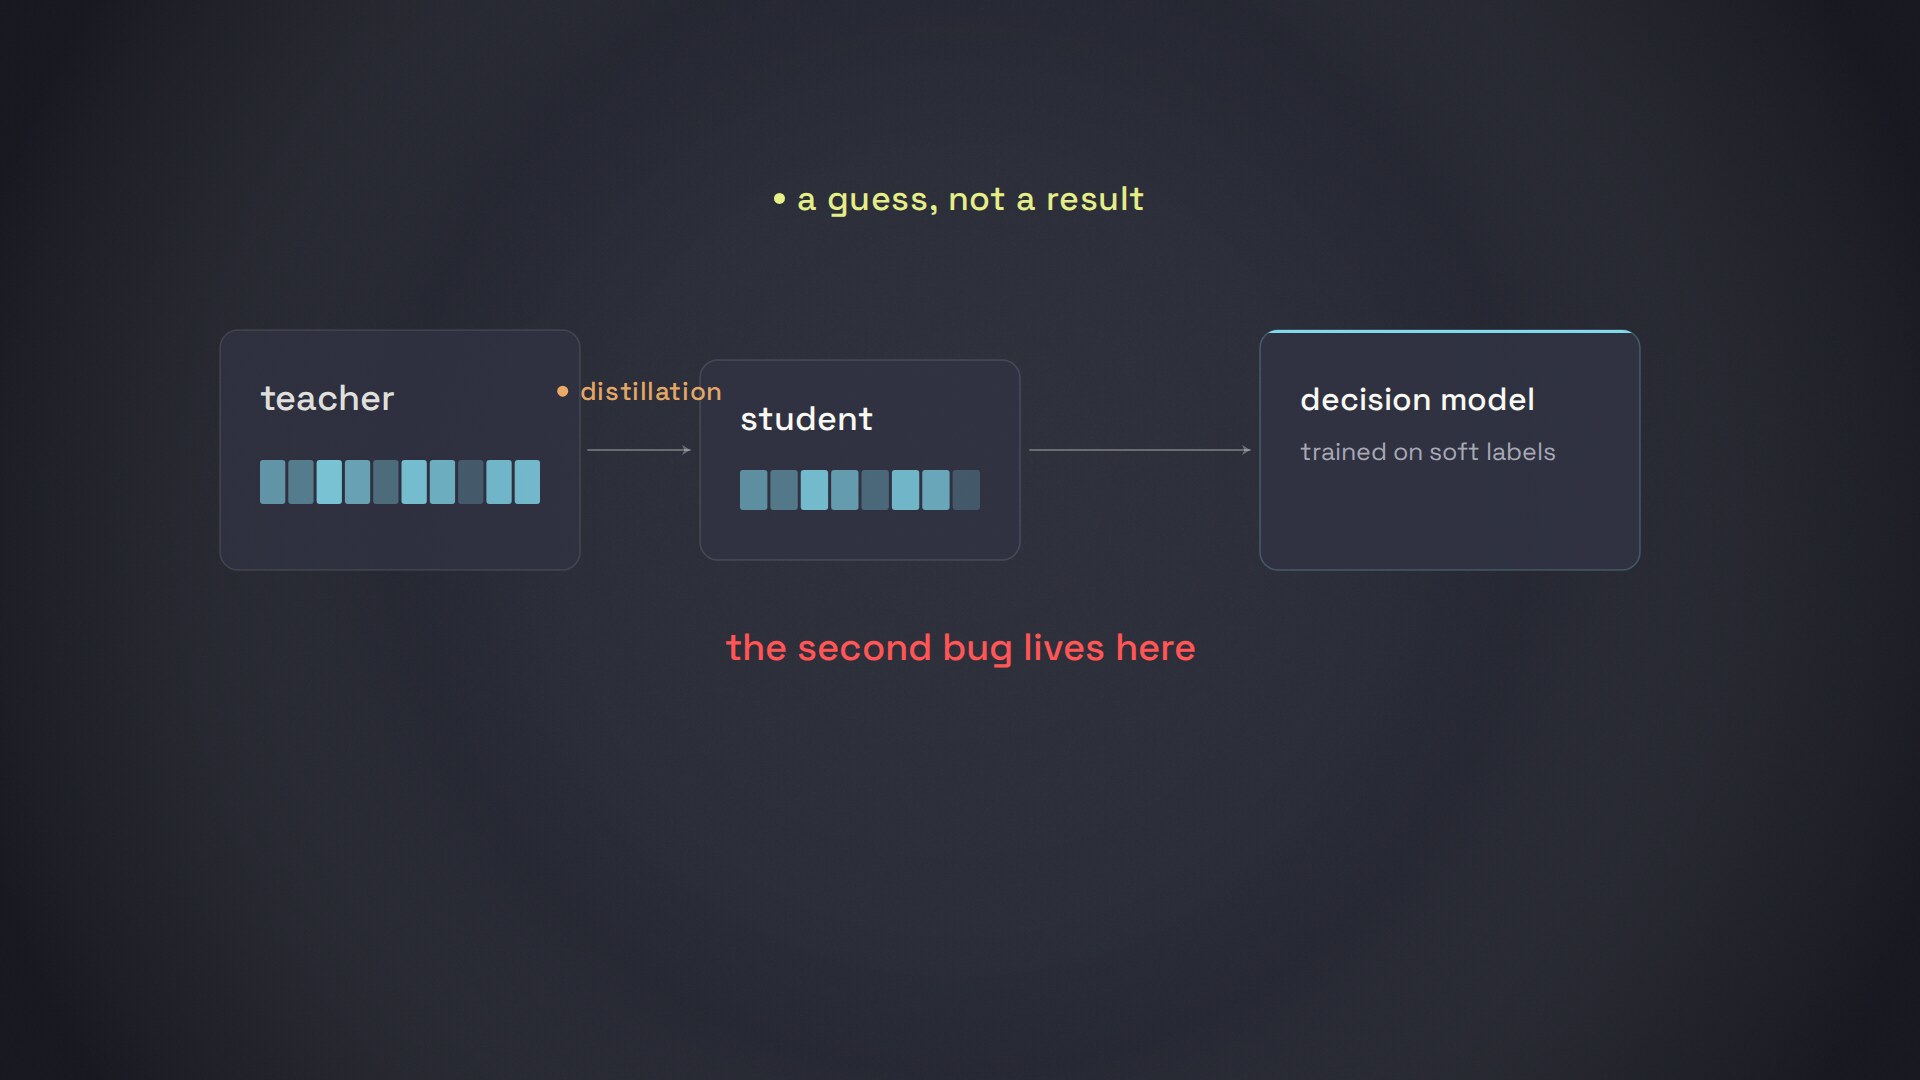 • a guess, not a result
teacher
• distillation
student
decision model
trained on soft labels
the second bug lives here